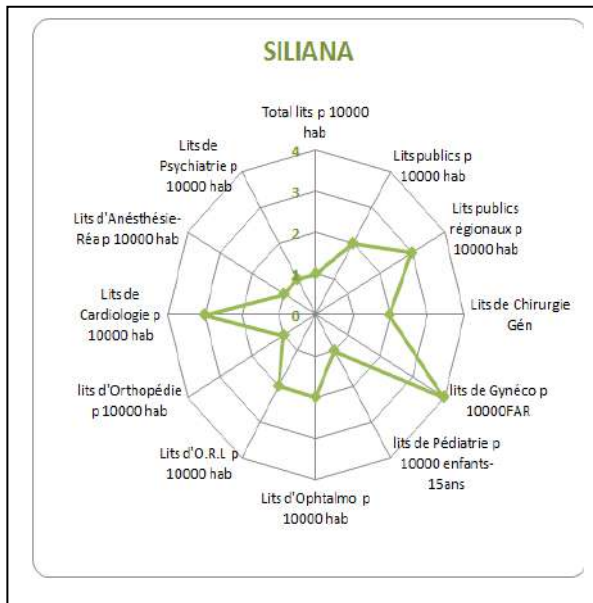 SILIANA
Total lits p 10000
hab
Lits publics p
10000 hab
Lits publics
régionaux p
10000 hab
Lits de Chirurgie
Gén
lits de Gynéco p
10000FAR
lits de Pédiatrie p
10000 enfants-
15ans
Lits d'Ophtalmo p
10000 hab
Lits d'O.R.L p
10000 hab
lits d'Orthopédie
p 10000 hab
Lits de
Cardiologie p
10000 hab
Lits d'Anésthésie-
Réa p 10000 hab
Lits de
Psychiatrie p
10000 hab
4
3
2
1
0